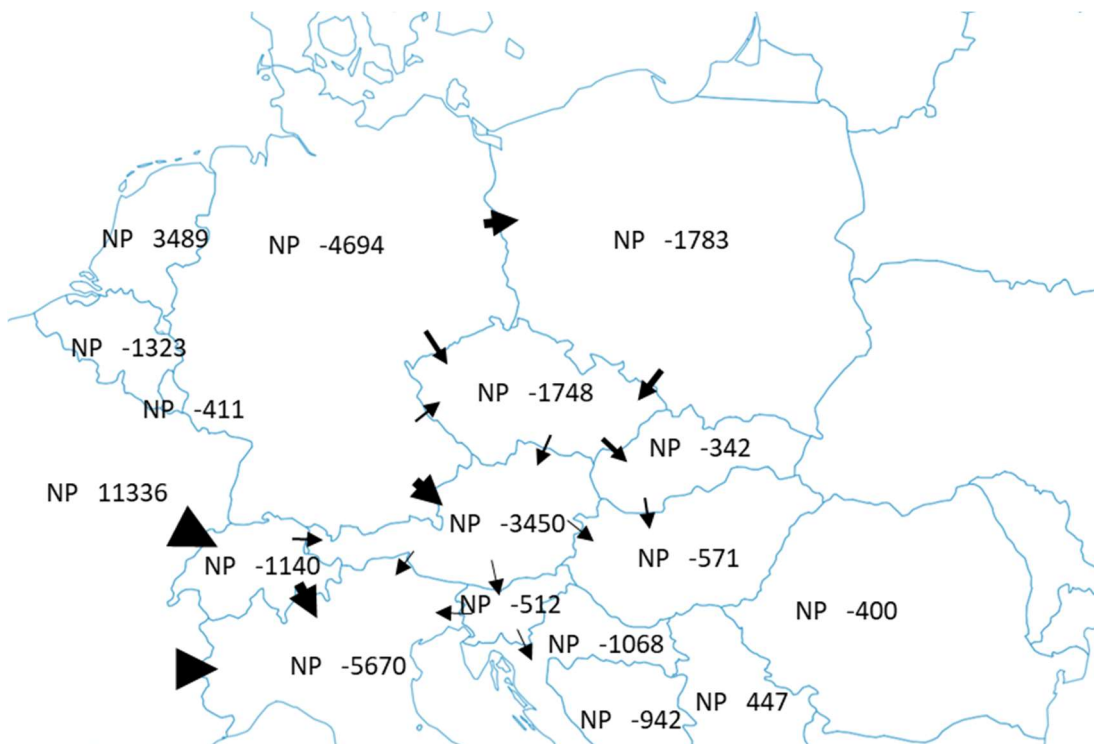 NP 3489
NP -4694
NP -1783
NP -1323
NP -1748
NP -411
NP -342
NP 11336
NP -3450
NP -571
NP -1140
NP -512
NP -400
NP -1068
NP -5670
NP 447
NP -942